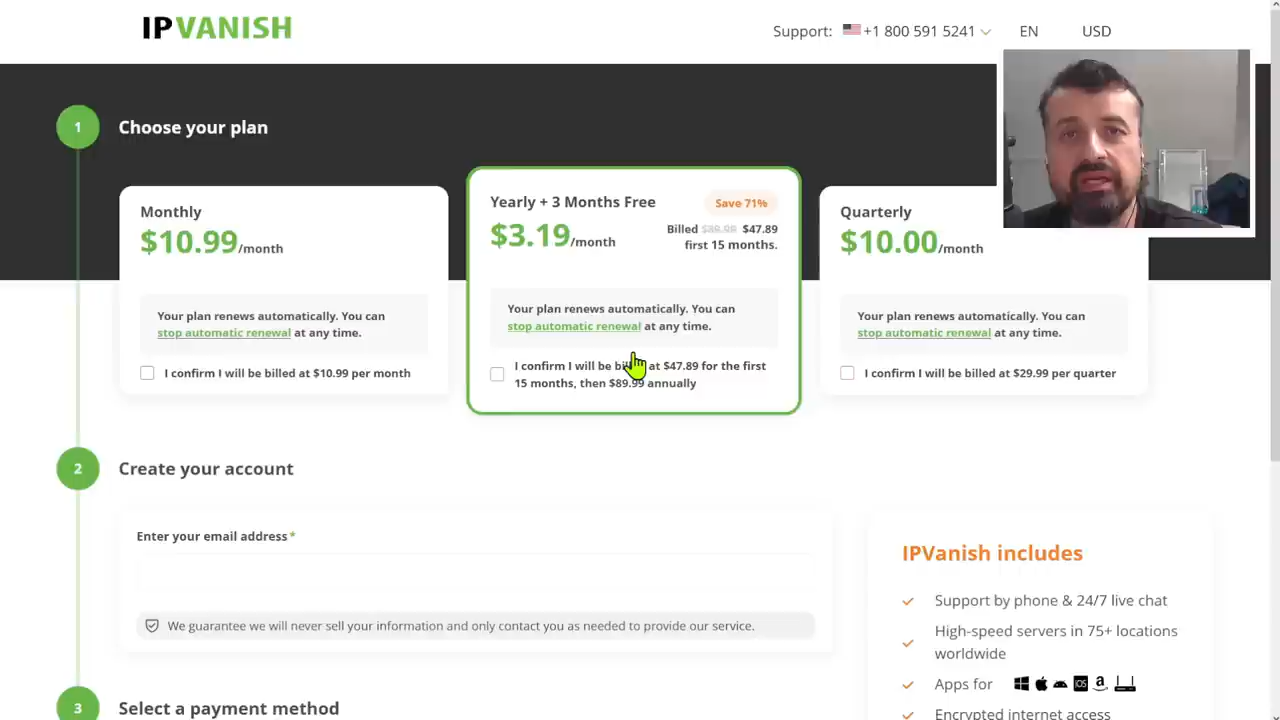 IPVANISH
Support: +1 800 591 5241 EN USD
1 Choose your plan
Monthly
$10.99/month
Your plan renews automatically. You can
stop automatic renewal at any time.
I confirm I will be billed at $10.99 per month
Yearly + 3 Months Free
Save 71%
$3.19/month
Billed $89.99 $47.89
first 15 months.
Your plan renews automatically. You can
stop automatic renewal at any time.
I confirm I will be billed at $47.89 for the first
15 months, then $89.99 annually
Quarterly
$10.00/month
Your plan renews automatically. You can
stop automatic renewal at any time.
I confirm I will be billed at $29.99 per quarter
2 Create your account
Enter your email address *
We guarantee we will never sell your information and only contact you as needed to provide our service.
IPVanish includes
Support by phone & 24/7 live chat
High-speed servers in 75+ locations
worldwide
Apps for iOS
Encrypted internet access
3 Select a payment method